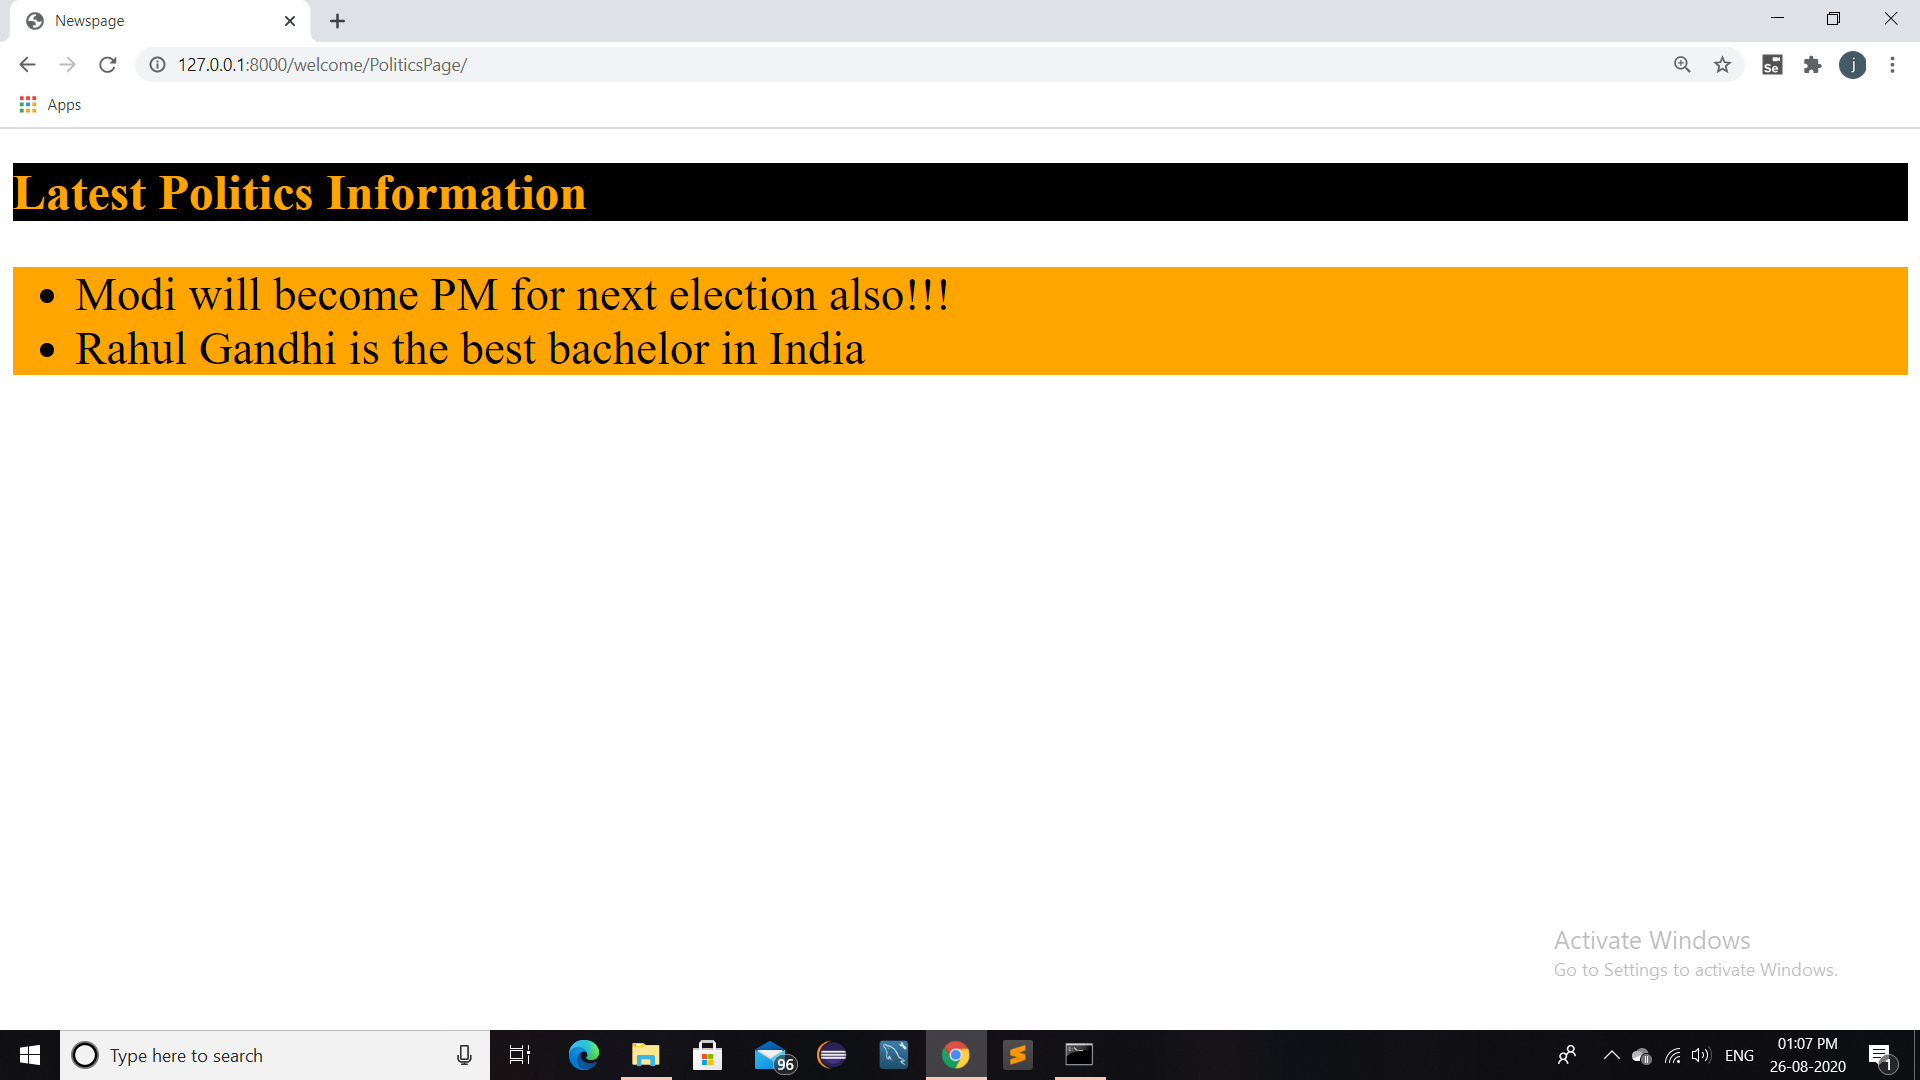 Newspage
127.0.0.1:8000/welcome/PoliticsPage/
Se
j
Apps
Latest Politics Information
• Modi will become PM for next election also!!!
• Rahul Gandhi is the best bachelor in India
Activate Windows
Go to Settings to activate Windows.
Type here to search
96
ENG
01:07 PM
26-08-2020
1